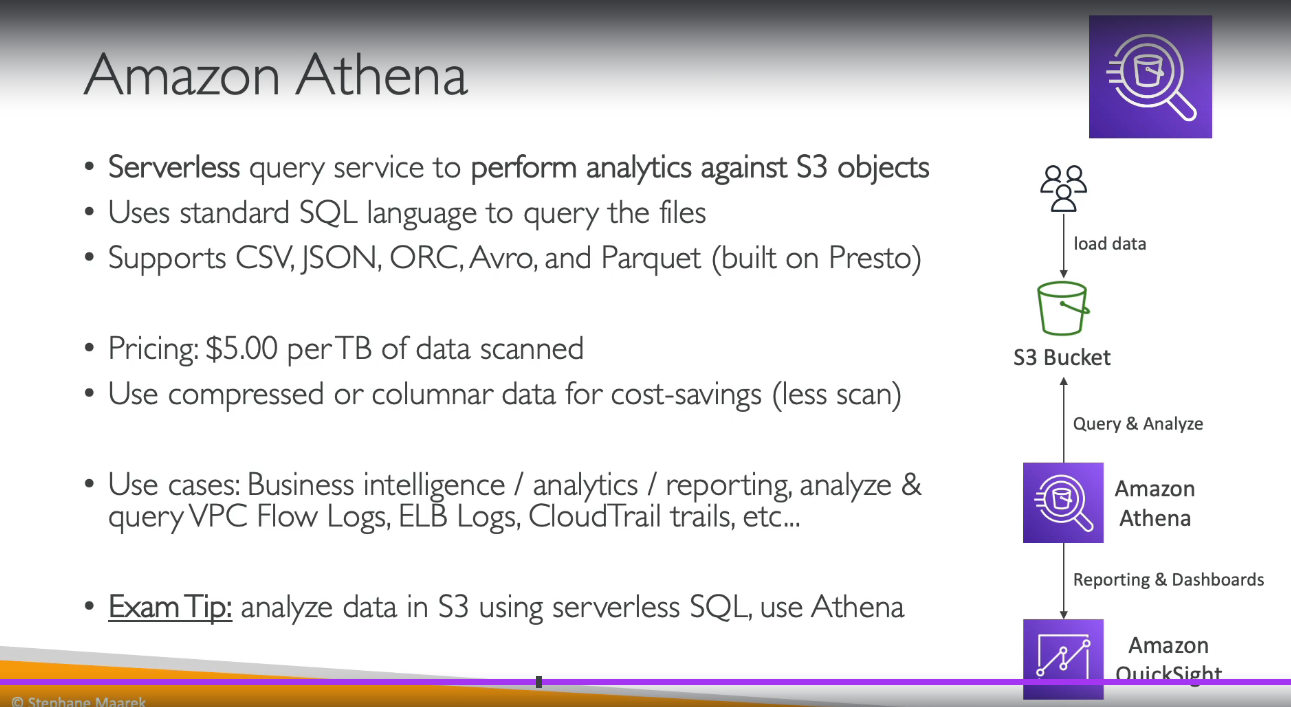 Amazon Athena
• Serverless query service to perform analytics against S3 objects
• Uses standard SQL language to query the files
• Supports CSV, JSON, ORC, Avro, and Parquet (built on Presto)
• Pricing: $5.00 per TB of data scanned
• Use compressed or columnar data for cost-savings (less scan)
• Use cases: Business intelligence / analytics / reporting, analyze &
query VPC Flow Logs, ELB Logs, CloudTrail trails, etc...
• Exam Tip: analyze data in S3 using serverless SQL, use Athena
load data
S3 Bucket
Query & Analyze
Amazon
Athena
Reporting & Dashboards
Amazon
QuickSight
© Stephane Maarek